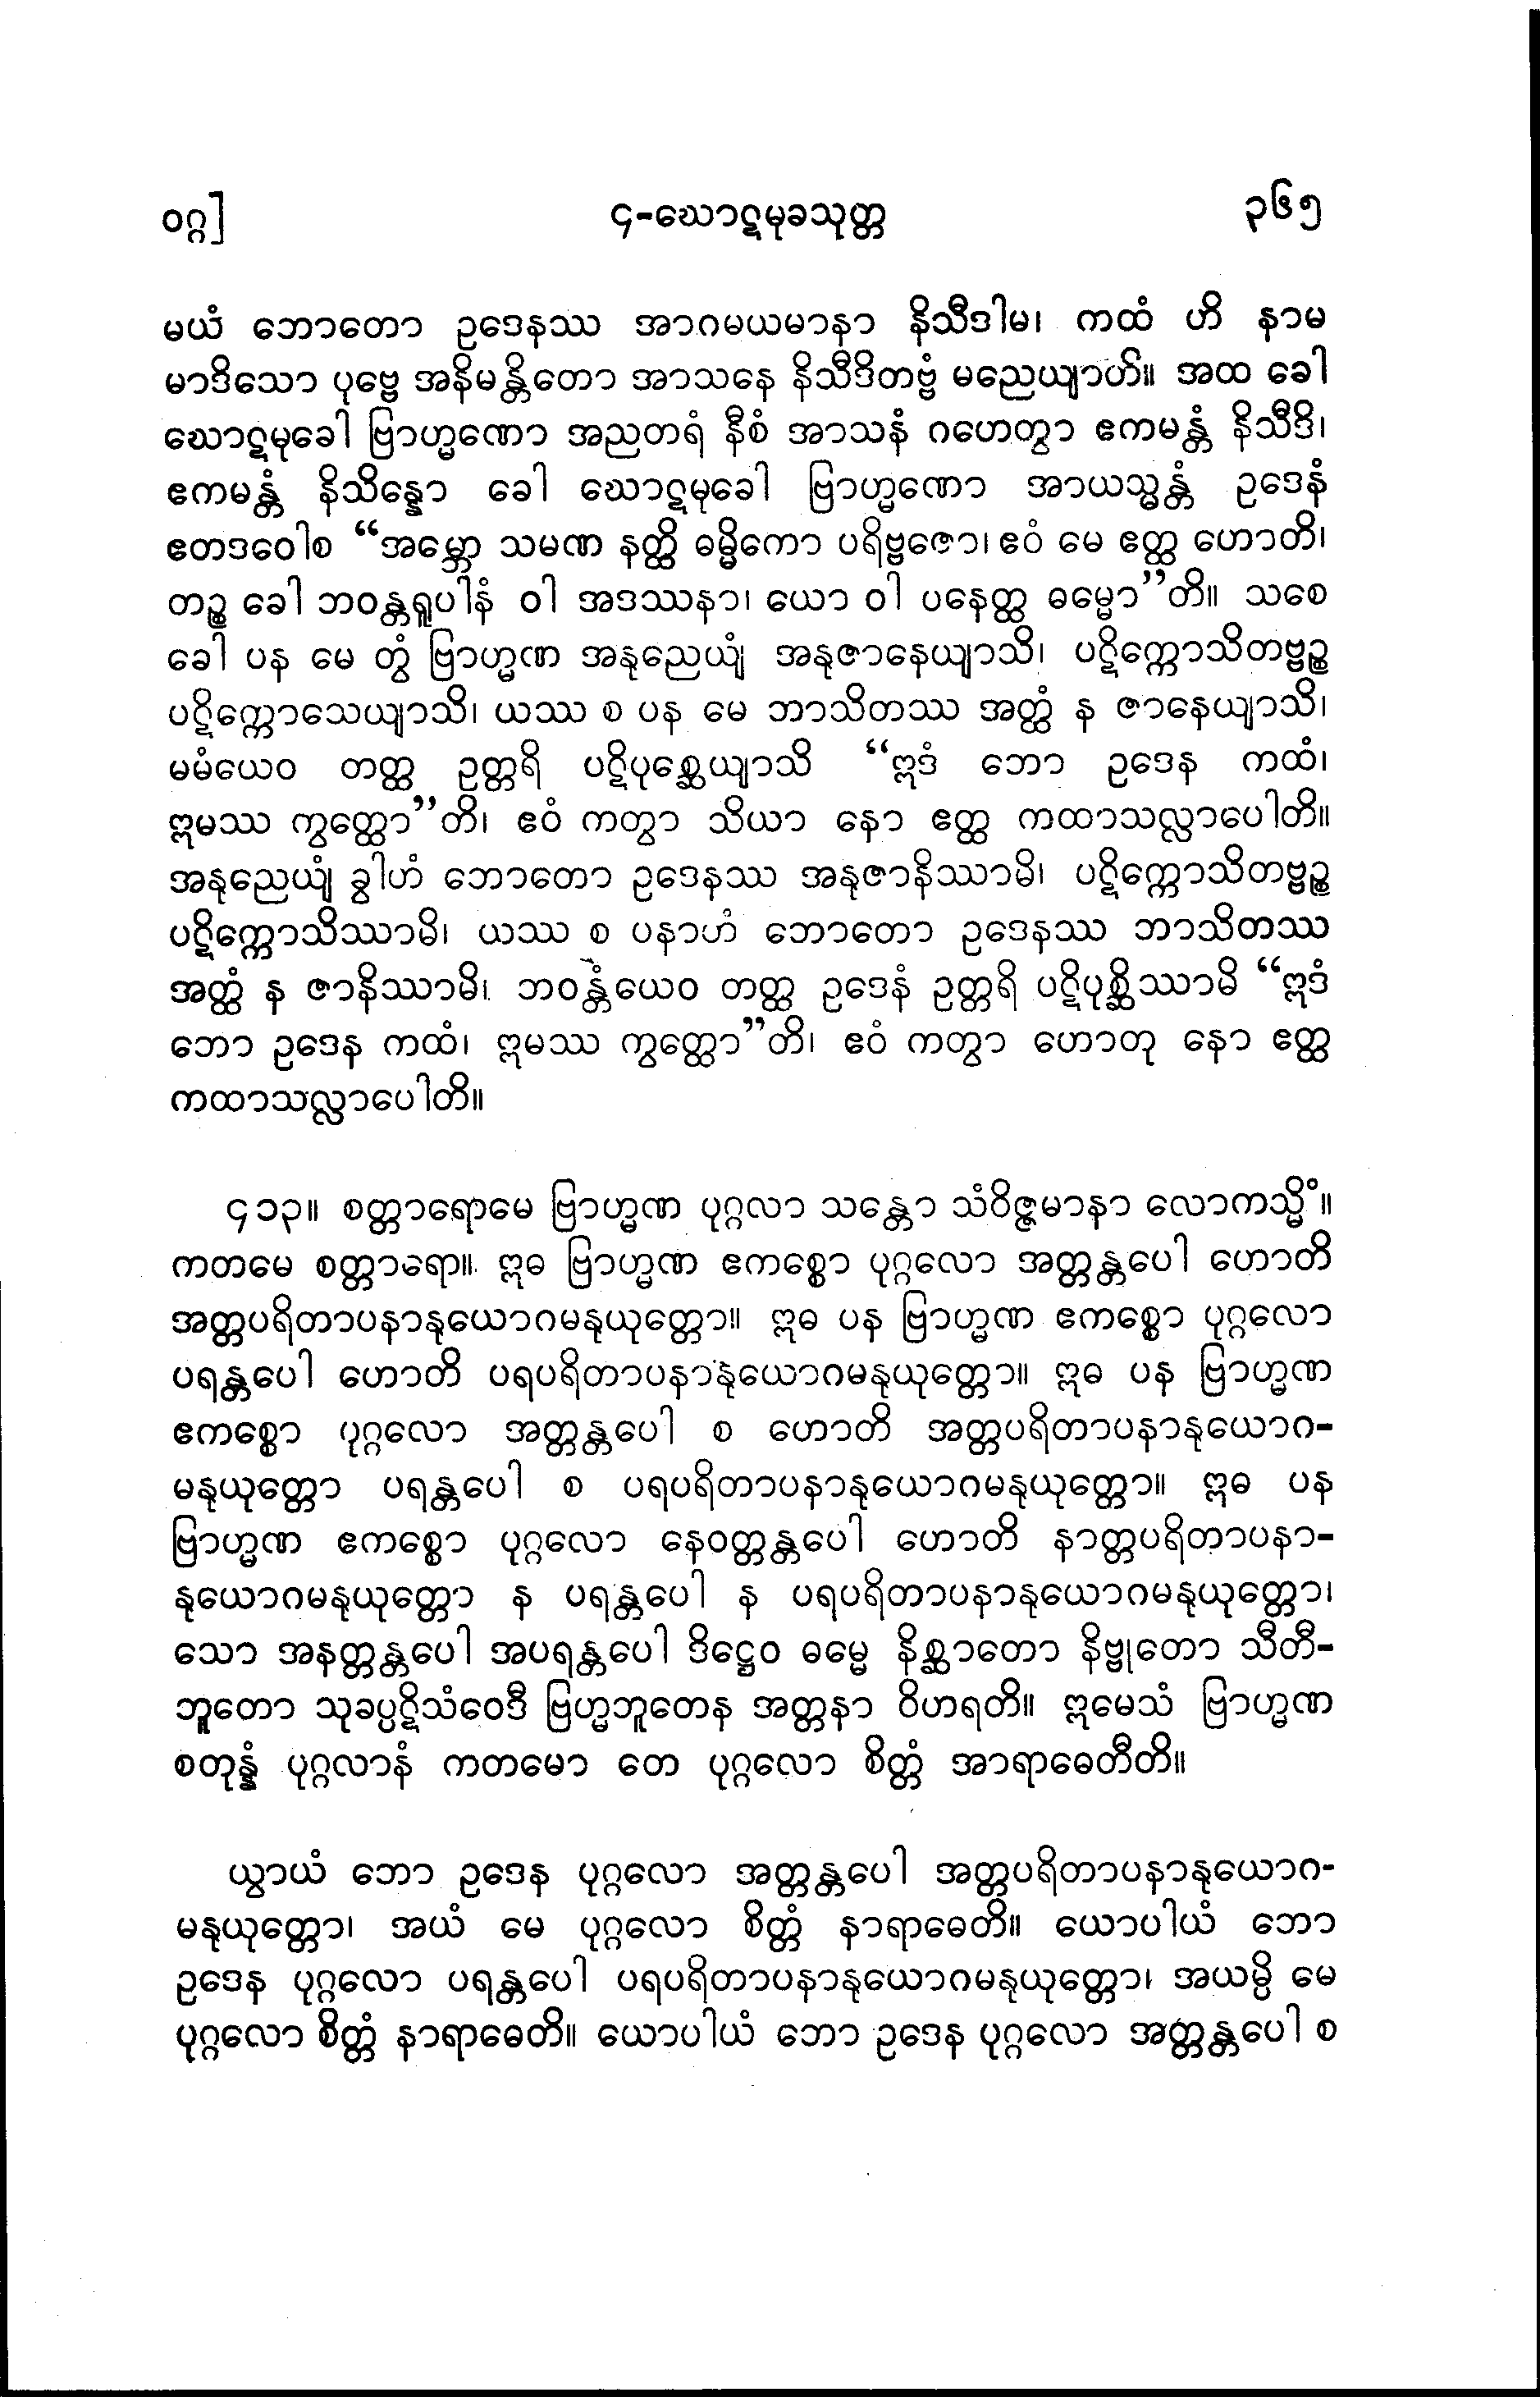 ဝဂ္ဂ]
၄-ဃောဋမုခသုတ္တ
၃၆၅
မယံ ဘောတော ဥဒေနဿ အာဂမယမာနာ နိသီဒါမ၊ ကထံ ဟိ နာမ
မာဒိသော ပုဗ္ဗေ အနိမန္တိတော အာသနေ နိသီဒိတဗ္ဗံ မညေယျာတိ။ အထ ခေါ
ဃောဋမုခေါ ဗြာဟ္မဏော အညတရံ နီစံ အာသနံ ဂဟေတွာ ဧကမန္တံ နိသီဒိ၊
ဧကမန္တံ နိသိန္နော ခေါ ဃောဋမုခေါ ဗြာဟ္မဏော အာယသ္မန္တံ ဥဒေနံ
ဧတဒဝေါစ “အမ္ဘော သမဏ နတ္ထိ ဓမ္မိကော ပရိဗ္ဗဇော၊ ဧဝံ မေ ဧတ္ထ ဟောတိ၊
တဉ္စ ခေါ ဘဝန္တရူပါနံ ဝါ အဒဿနာ၊ ယော ဝါ ပနေတ္ထ ဓမ္မော”တိ။ သစေ
ခေါ ပန မေ တွံ ဗြာဟ္မဏ အနုညေယျံ အနုဇာနေယျာသိ၊ ပဋိက္ကောသိတဗ္ဗဉ္စ
ပဋိက္ကောသေယျာသိ၊ ယဿ စ ပန မေ ဘာသိတဿ အတ္ထံ န ဇာနေယျာသိ၊
မမံယေဝ တတ္ထ ဥတ္တရိ ပဋိပုစ္ဆေယျာသိ “ဣဒံ ဘော ဥဒေန ကထံ၊
ဣမဿ ကွတ္ထော”တိ၊ ဧဝံ ကတွာ သိယာ နော ဧတ္ထ ကထာသလ္လာပေါတိ။
အနုညေယျံ ခွါဟံ ဘောတော ဥဒေနဿ အနုဇာနိဿာမိ၊ ပဋိက္ကောသိတဗ္ဗဉ္စ
ပဋိက္ကောသိဿာမိ၊ ယဿ စ ပနာဟံ ဘောတော ဥဒေနဿ ဘာသိတဿ
အတ္ထံ န ဇာနိဿာမိ၊ ဘဝန္တံယေဝ တတ္ထ ဥဒေနံ ဥတ္တရိ ပဋိပုစ္ဆိဿာမိ “ဣဒံ
ဘော ဥဒေန ကထံ၊ ဣမဿ ကွတ္ထော”တိ၊ ဧဝံ ကတွာ ဟောတု နော ဧတ္ထ
ကထာသလ္လာပေါတိ။
၄၁၃။ စတ္တာရောမေ ဗြာဟ္မဏ ပုဂ္ဂလာ သန္တော သံဝိဇ္ဇမာနာ လောကသ္မိံ။
ကတမေ စတ္တာရော။ ဣဓ ဗြာဟ္မဏ ဧကစ္စော ပုဂ္ဂလော အတ္တန္တပေါ ဟောတိ
အတ္တပရိတာပနာနုယောဂမနုယုတ္တော။ ဣဓ ပန ဗြာဟ္မဏ ဧကစ္စော ပုဂ္ဂလော
ပရန္တပေါ ဟောတိ ပရပရိတာပနာနုယောဂမနုယုတ္တော။ ဣဓ ပန ဗြာဟ္မဏ
ဧကစ္စော ပုဂ္ဂလော အတ္တန္တပေါ စ ဟောတိ အတ္တပရိတာပနာနုယောဂ-
မနုယုတ္တော ပရန္တပေါ စ ပရပရိတာပနာနုယောဂမနုယုတ္တော။ ဣဓ ပန
ဗြာဟ္မဏ ဧကစ္စော ပုဂ္ဂလော နေဝတ္တန္တပေါ ဟောတိ နာတ္တပရိတာပနာ-
နုယောဂမနုယုတ္တော န ပရန္တပေါ န ပရပရိတာပနာနုယောဂမနုယုတ္တော၊
သော အနတ္တန္တပေါ အပရန္တပေါ ဒိဋ္ဌေဝ ဓမ္မေ နိစ္ဆာတော နိဗ္ဗုတော သီတီ-
ဘူတော သုခပ္ပဋိသံဝေဒီ ဗြဟ္မဘူတေန အတ္တနာ ဝိဟရတိ။ ဣမေသံ ဗြာဟ္မဏ
စတုန္နံ ပုဂ္ဂလာနံ ကတမော တေ ပုဂ္ဂလော စိတ္တံ အာရာဓေတီတိ။
ယွာယံ ဘော ဥဒေန ပုဂ္ဂလော အတ္တန္တပေါ အတ္တပရိတာပနာနုယောဂ-
မနုယုတ္တော၊ အယံ မေ ပုဂ္ဂလော စိတ္တံ နာရာဓေတိ။ ယောပါယံ ဘော
ဥဒေန ပုဂ္ဂလော ပရန္တပေါ ပရပရိတာပနာနုယောဂမနုယုတ္တော၊ အယမ္ပိ မေ
ပုဂ္ဂလော စိတ္တံ နာရာဓေတိ။ ယောပါယံ ဘော ဥဒေန ပုဂ္ဂလော အတ္တန္တပေါ စ